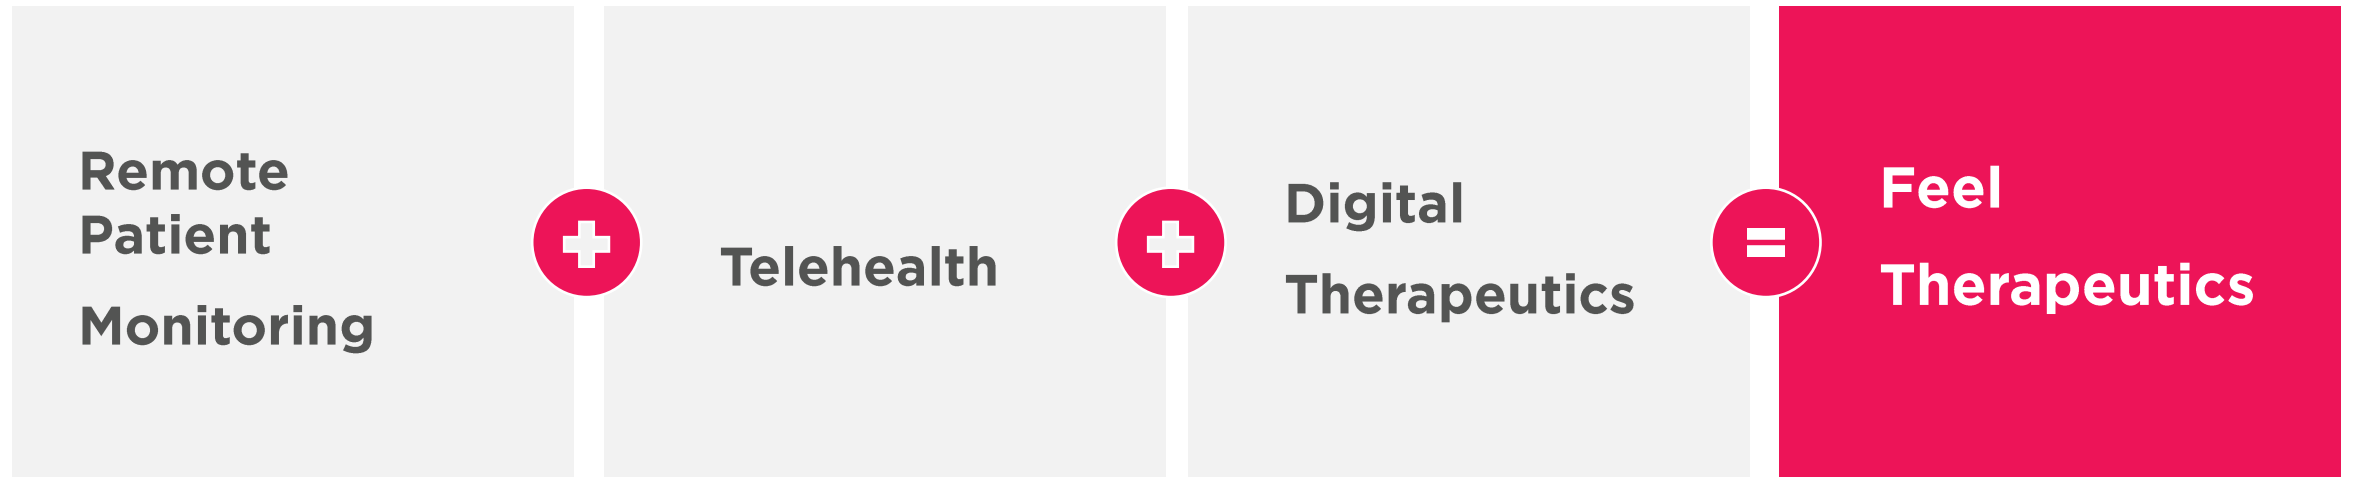 Remote
Patient
Monitoring
+
Telehealth
+
Digital
Therapeutics
=
Feel
Therapeutics